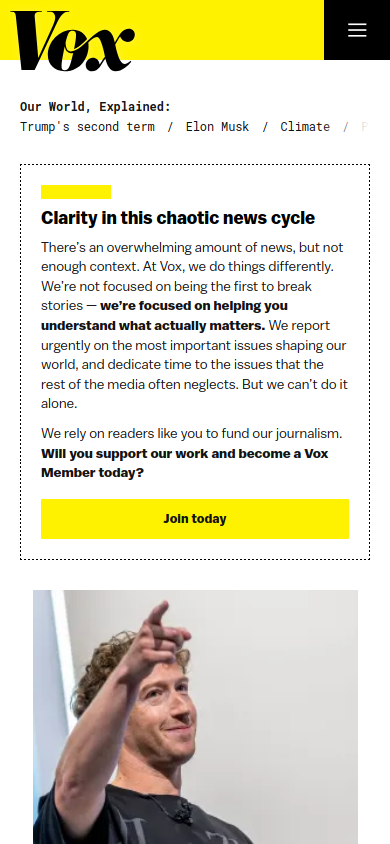 Vox
Our World, Explained:
Trump's second term / Elon Musk / Climate /
Clarity in this chaotic news cycle
There’s an overwhelming amount of news, but not
enough context. At Vox, we do things differently.
We’re not focused on being the first to break
stories — we’re focused on helping you
understand what actually matters. We report
urgently on the most important issues shaping our
world, and dedicate time to the issues that the
rest of the media often neglects. But we can’t do it
alone.
We rely on readers like you to fund our journalism.
Will you support our work and become a Vox
Member today?
Join today